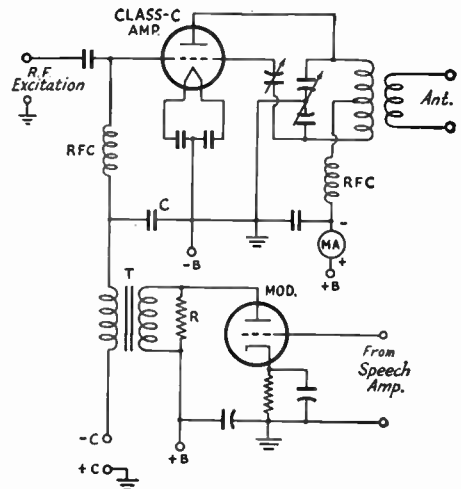 CLASS-C
AMP.
R.F.
Excitation
Ant.
RFC
RFC
C
-
MA
+
-B
+B
T
MOD.
R
From
Speech
Amp.
-C
+C
+B